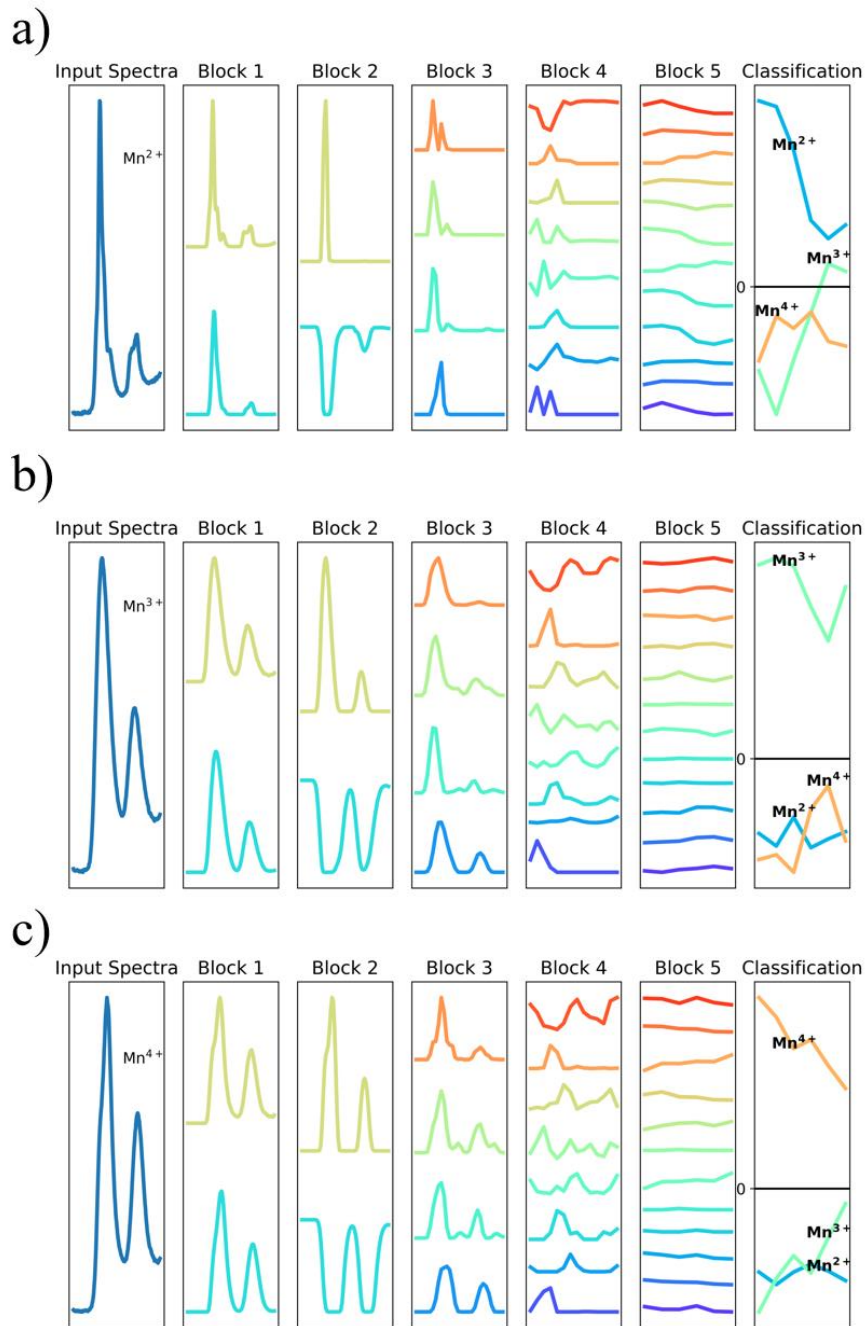 a)
Input Spectra Block 1 Block 2 Block 3 Block 4 Block 5 Classification
Mn²⁺
Mn²⁺
Mn³⁺
0
Mn⁴⁺
b)
Input Spectra Block 1 Block 2 Block 3 Block 4 Block 5 Classification
Mn³⁺
Mn³⁺
0
Mn⁴⁺
Mn²⁺
c)
Input Spectra Block 1 Block 2 Block 3 Block 4 Block 5 Classification
Mn⁴⁺
Mn⁴⁺
0
Mn³⁺
Mn²⁺